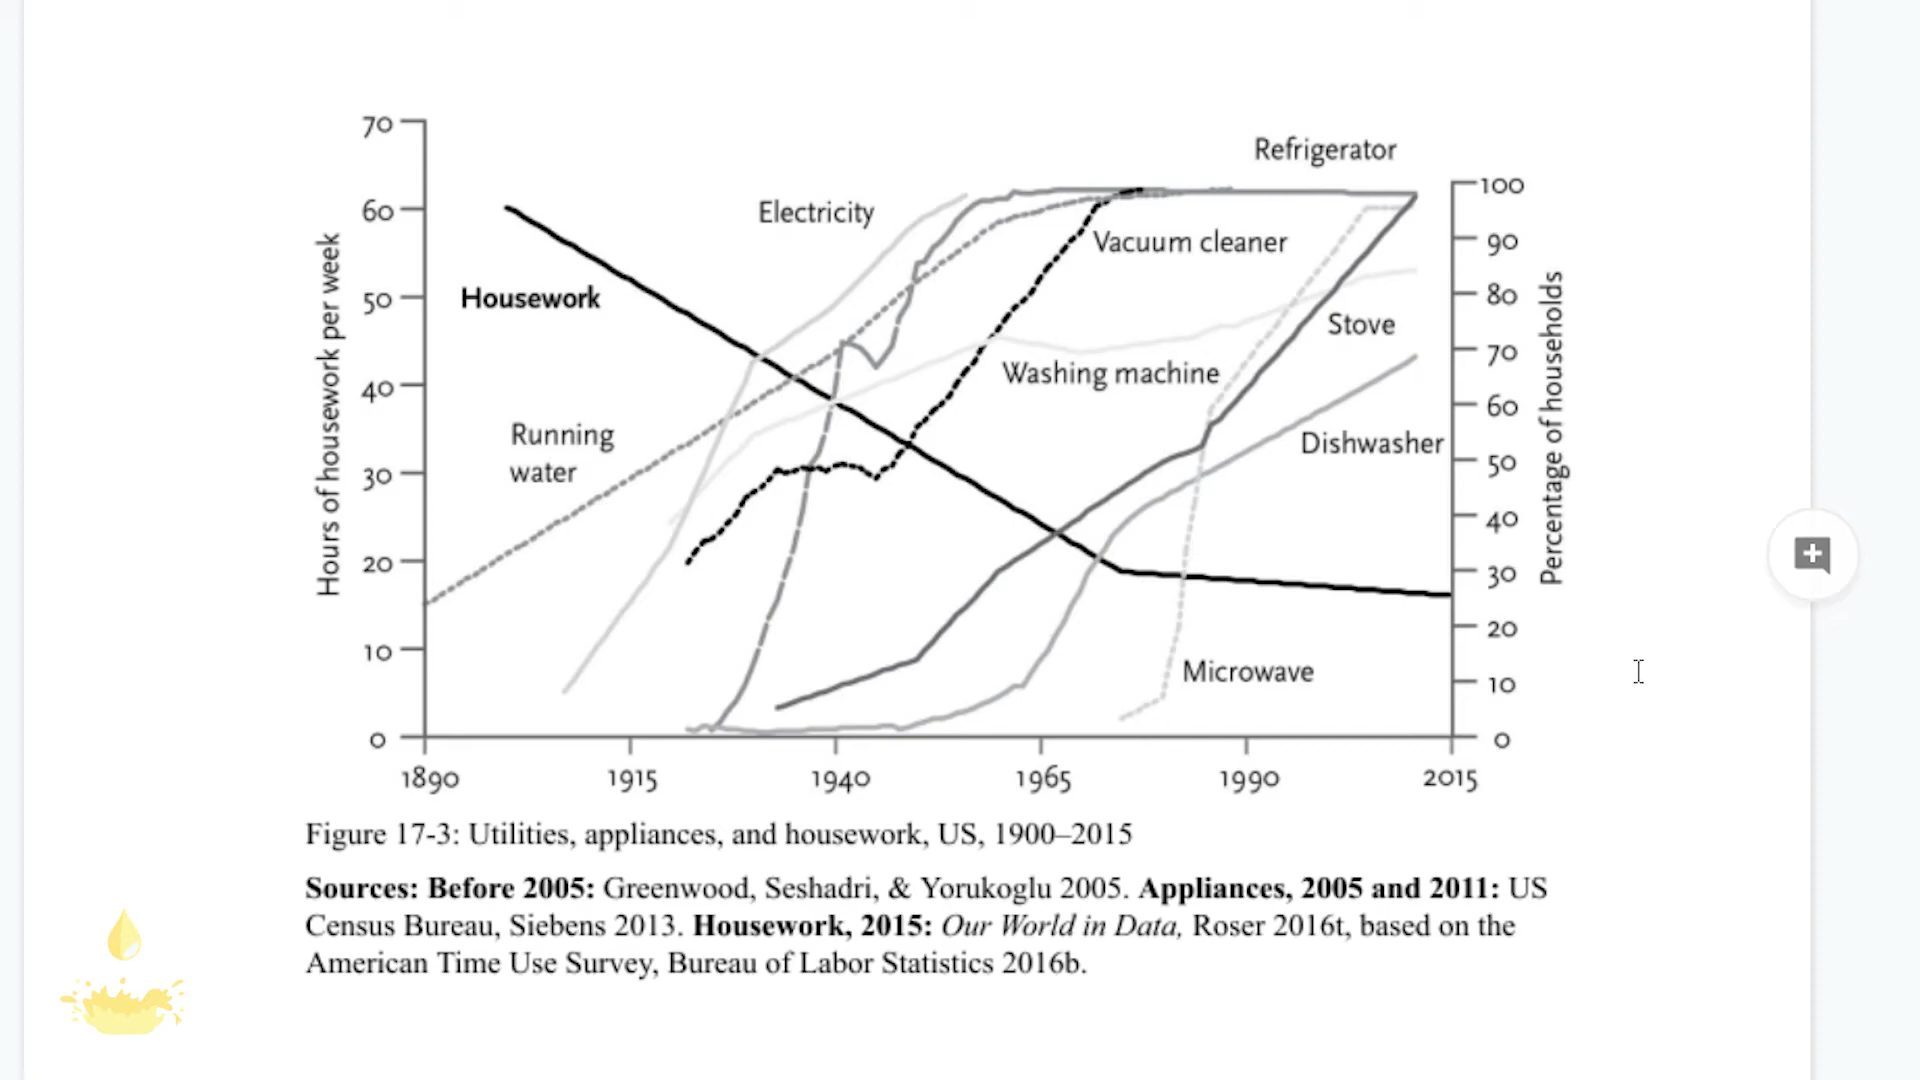 70
60
50
40
30
20
10
0
Hours of housework per week
1890
1915
1940
1965
1990
2015
100
90
80
70
60
50
40
30
20
10
0
Percentage of households
Refrigerator
Electricity
Vacuum cleaner
Housework
Stove
Washing machine
Running
water
Dishwasher
Microwave
Figure 17-3: Utilities, appliances, and housework, US, 1900–2015
Sources: Before 2005: Greenwood, Seshadri, & Yorukoglu 2005. Appliances, 2005 and 2011: US
Census Bureau, Siebens 2013. Housework, 2015: Our World in Data, Roser 2016t, based on the
American Time Use Survey, Bureau of Labor Statistics 2016b.